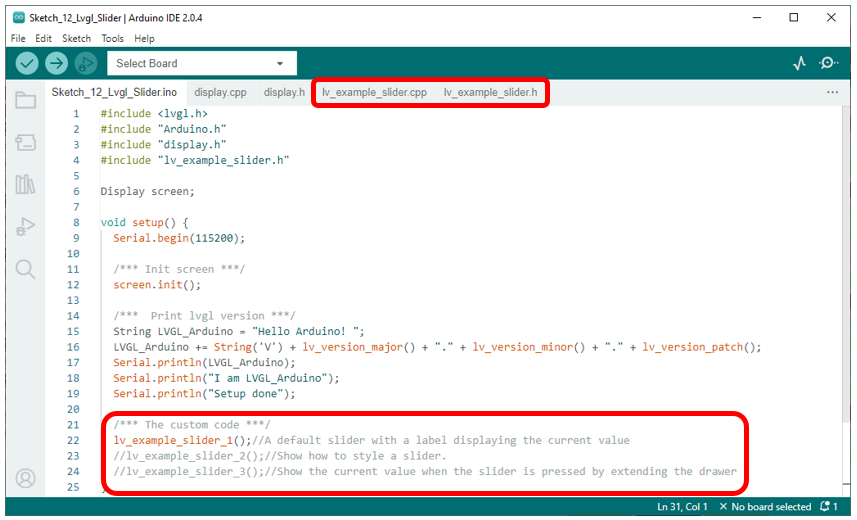 Sketch_12_Lvgl_Slider | Arduino IDE 2.0.4
File Edit Sketch Tools Help
Select Board
Sketch_12_Lvgl_Slider.ino display.cpp display.h lv_example_slider.cpp lv_example_slider.h ...
1 #include <lvgl.h>
2 #include "Arduino.h"
3 #include "display.h"
4 #include "lv_example_slider.h"
5
6 Display screen;
7
8 void setup() {
9 Serial.begin(115200);
10
11 /*** Init screen ***/
12 screen.init();
13
14 /***  Print lvgl version ***/
15 String LVGL_Arduino = "Hello Arduino! ";
16 LVGL_Arduino += String('V') + lv_version_major() + "." + lv_version_minor() + "." + lv_version_patch();
17 Serial.println(LVGL_Arduino);
18 Serial.println("I am LVGL_Arduino");
19 Serial.println("Setup done");
20
21 /*** The custom code ***/
22 lv_example_slider_1();//A default slider with a label displaying the current value
23 //lv_example_slider_2();//Show how to style a slider.
24 //lv_example_slider_3();//Show the current value when the slider is pressed by extending the drawer
25
Ln 31, Col 1 × No board selected 1